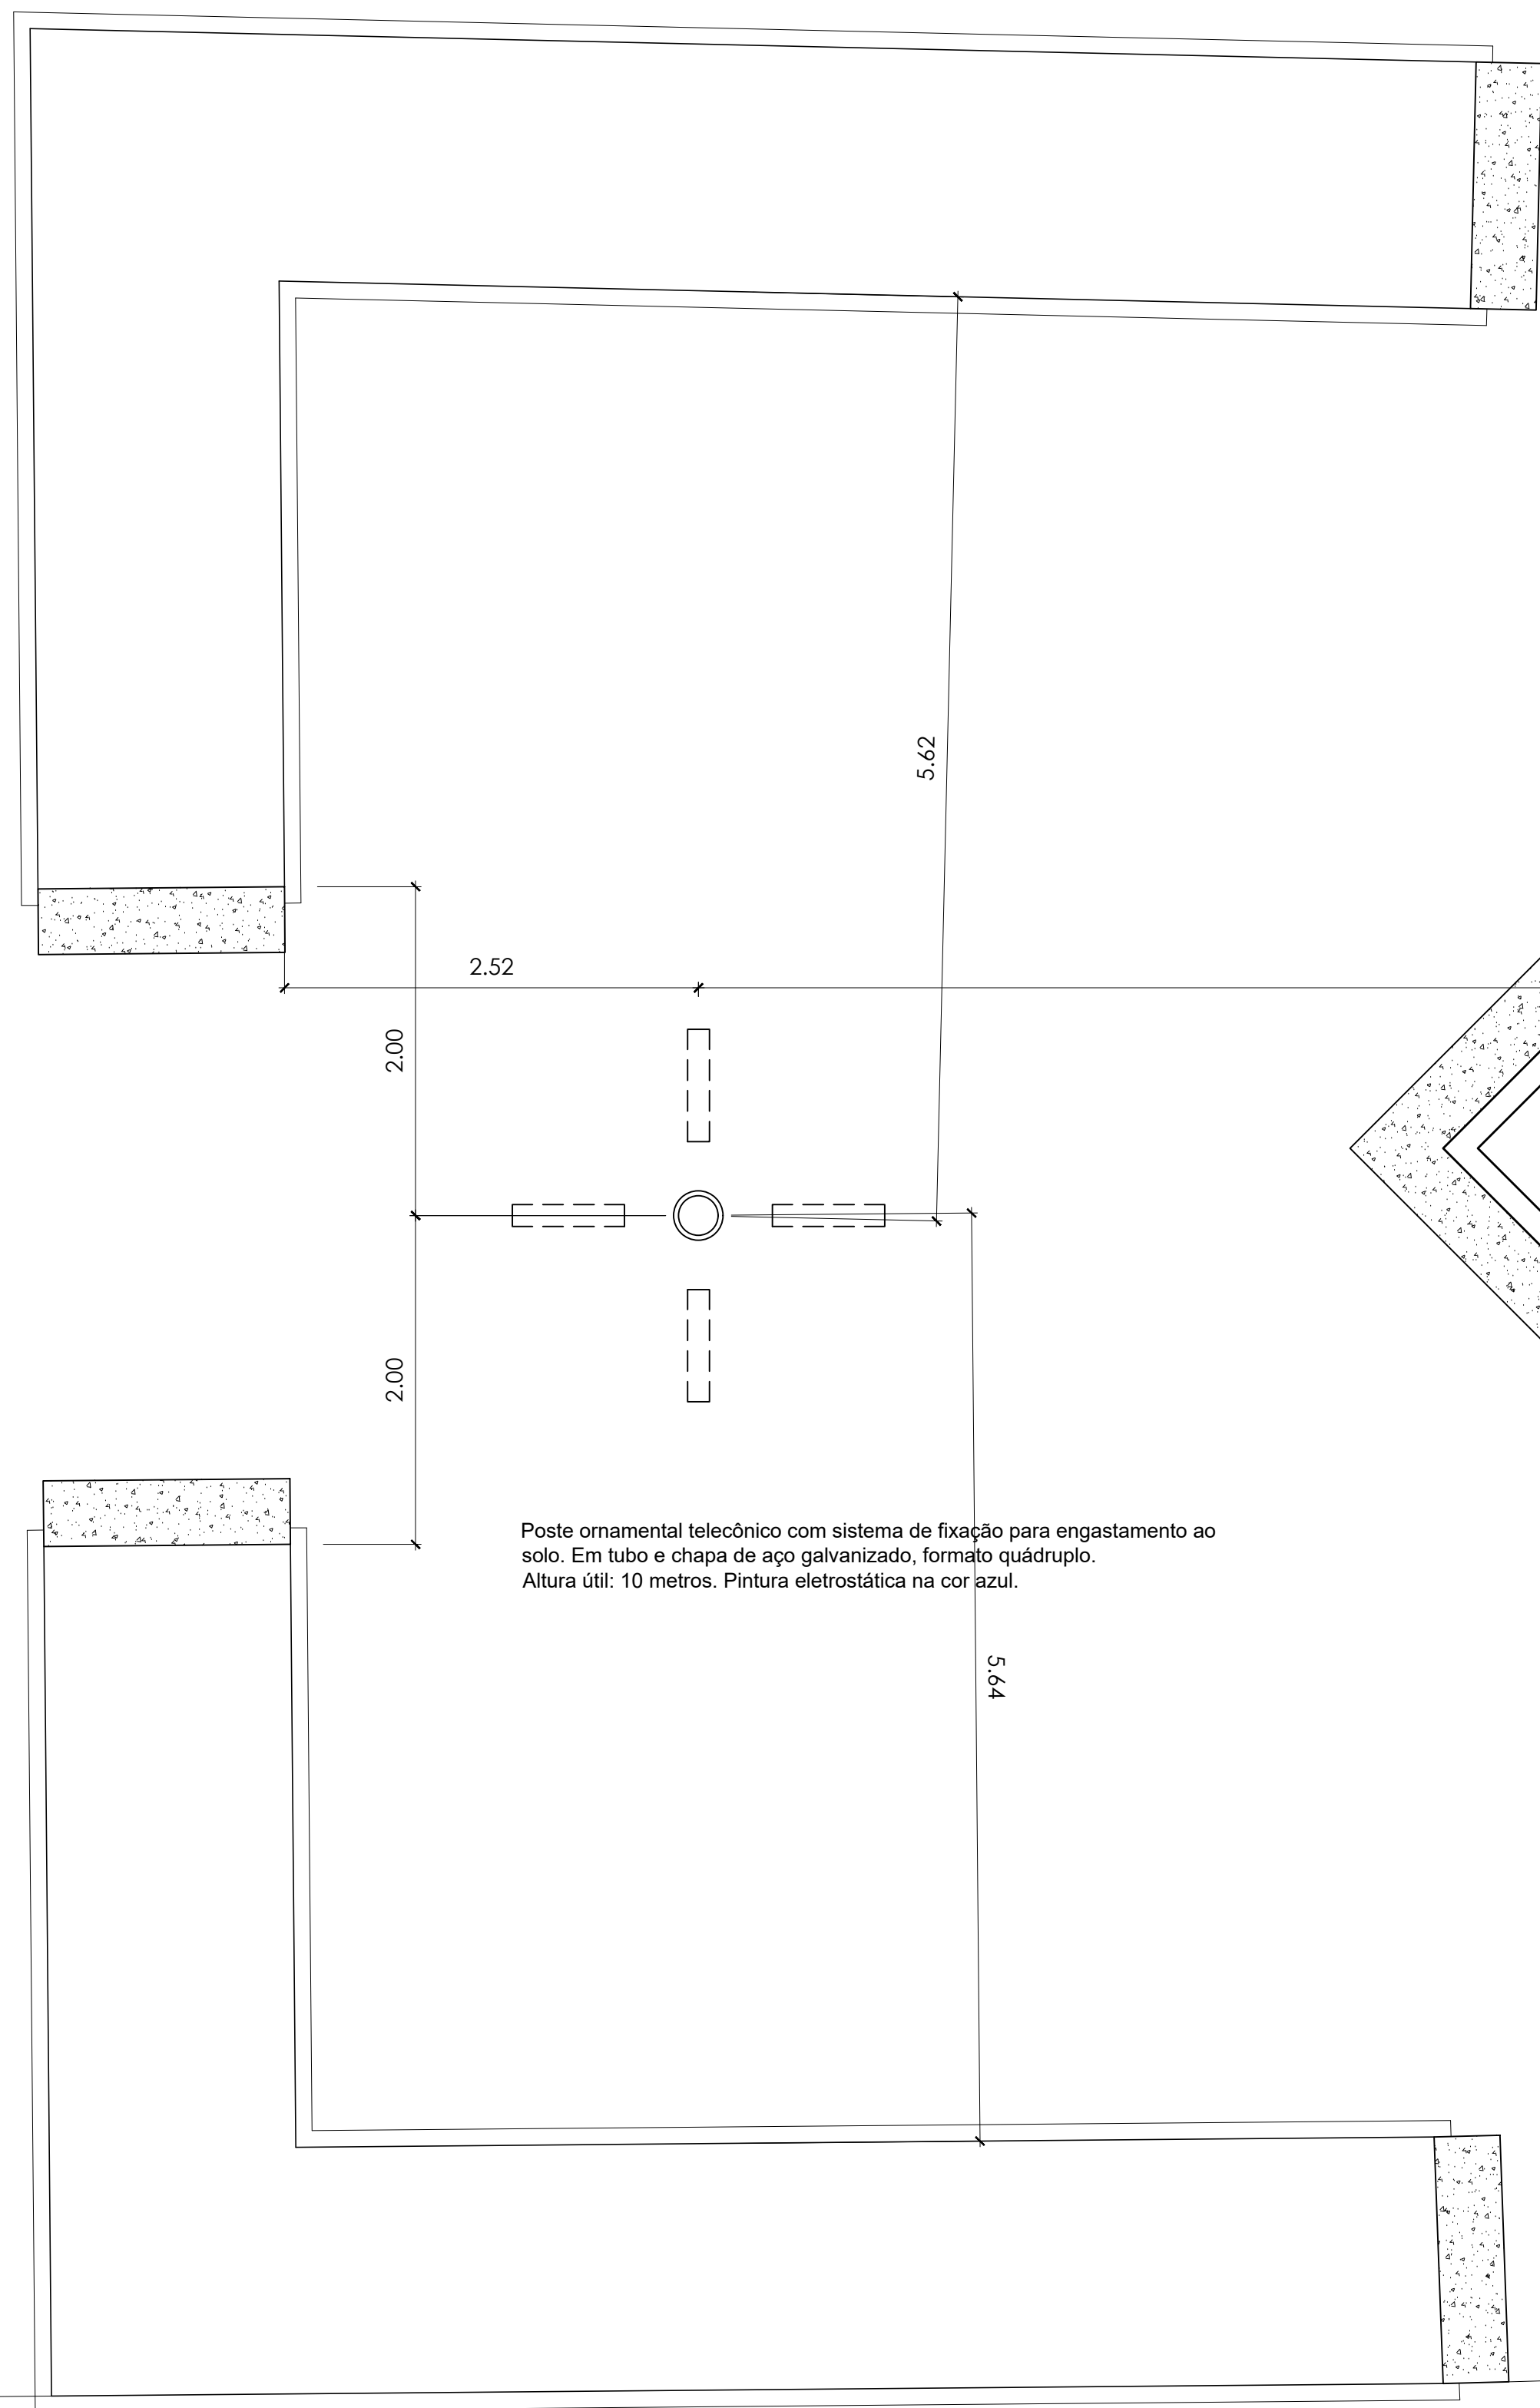 5.62
2.52
2.00
2.00
Poste ornamental telecônico com sistema de fixação para engastamento ao
solo. Em tubo e chapa de aço galvanizado, formato quádruplo.
Altura útil: 10 metros. Pintura eletrostática na cor azul.
5.64